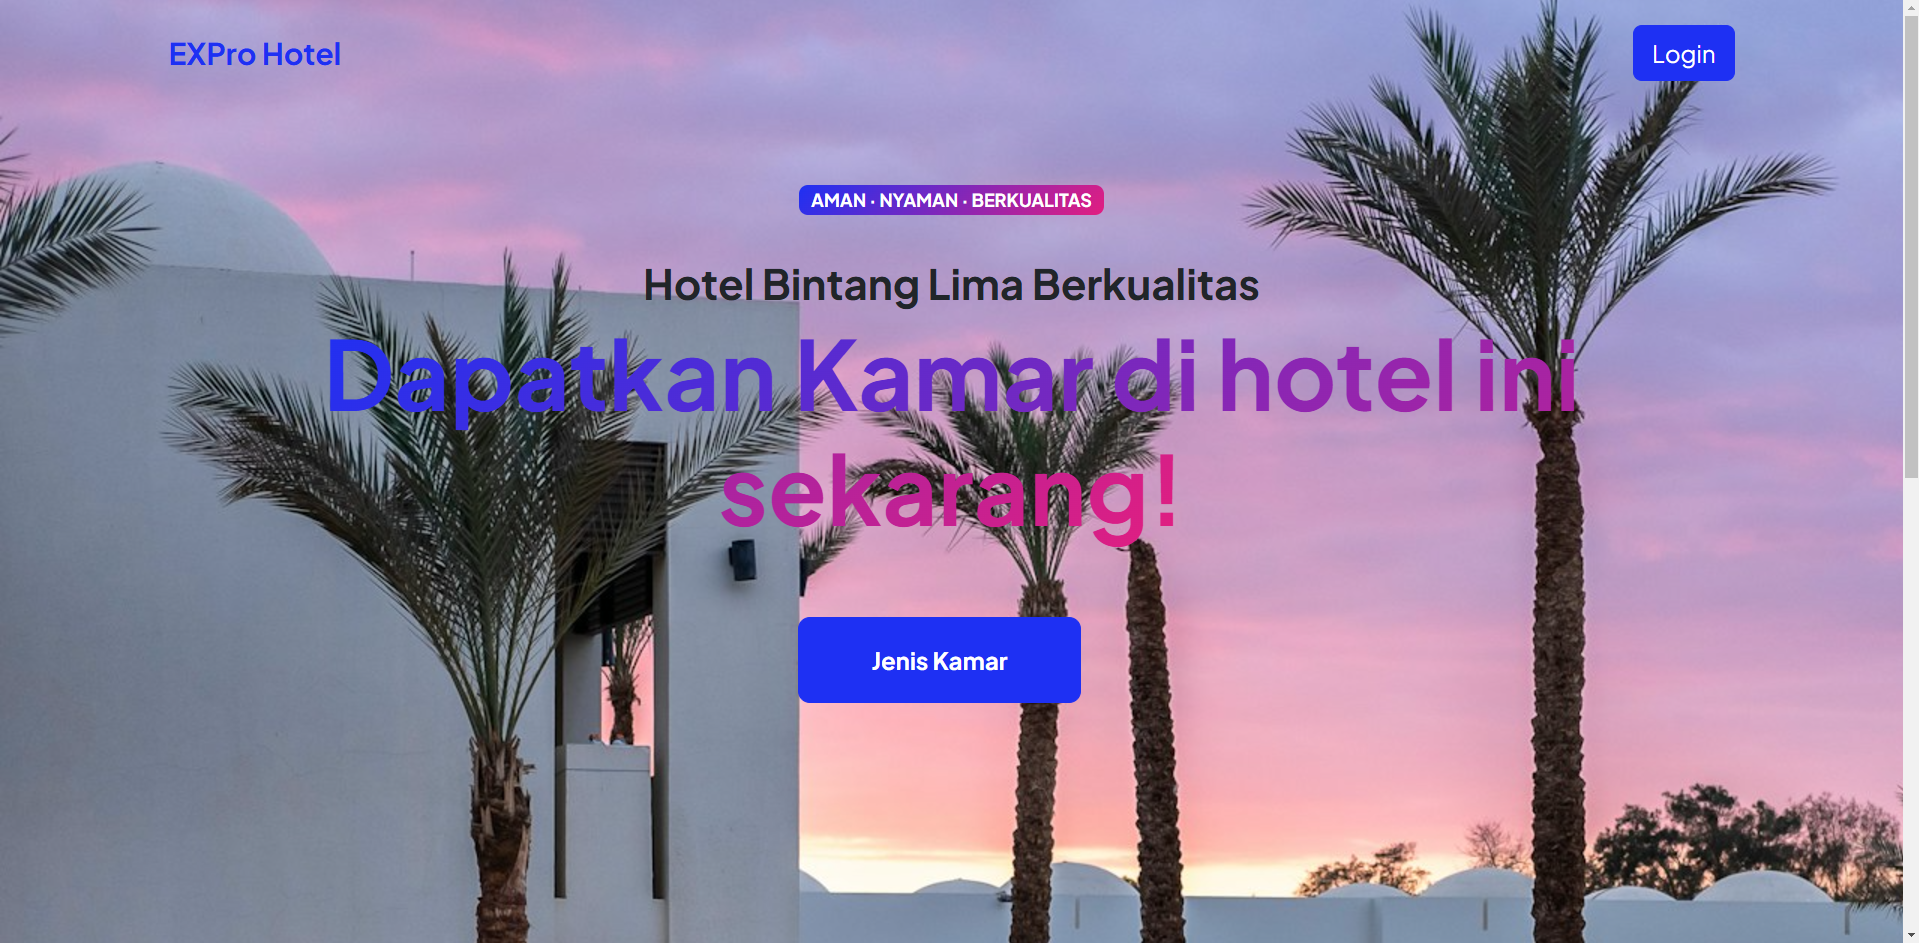 EXPro Hotel
Login
AMAN · NYAMAN · BERKUALITAS
Hotel Bintang Lima Berkualitas
Dapatkan Kamar di hotel ini
sekarang!
Jenis Kamar